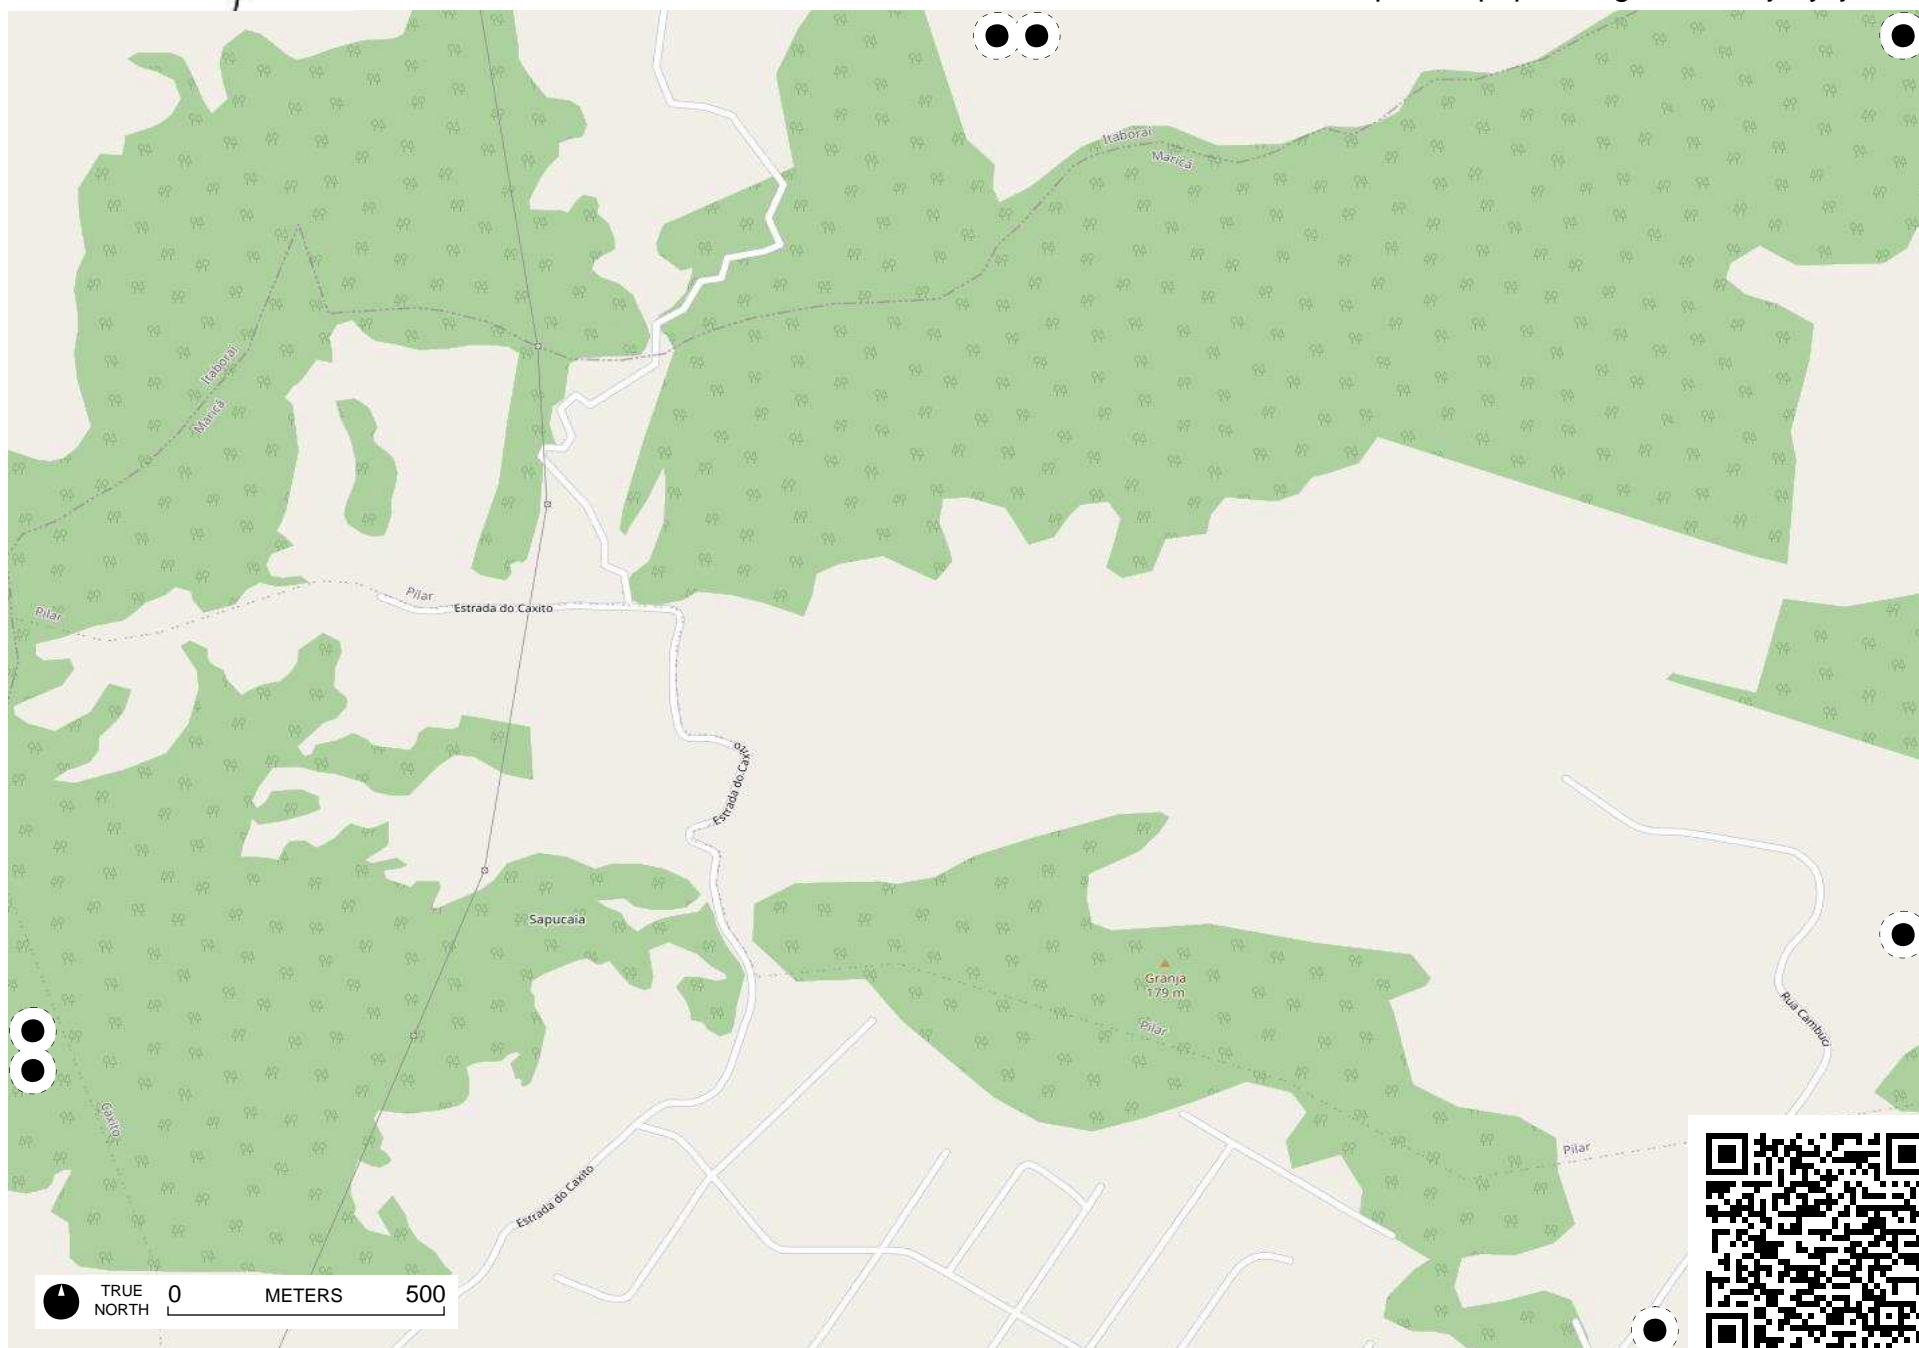 Itaboraí
Maricá
Itaboraí
Maricá
Pilar
Pilar
Estrada do Caxito
Estrada do Caxito
Sapucaia
Granja
179 m
Pilar
Rua Cambuci
Caxito
Pilar
Estrada do Caxito
TRUE
NORTH
0 METERS 500